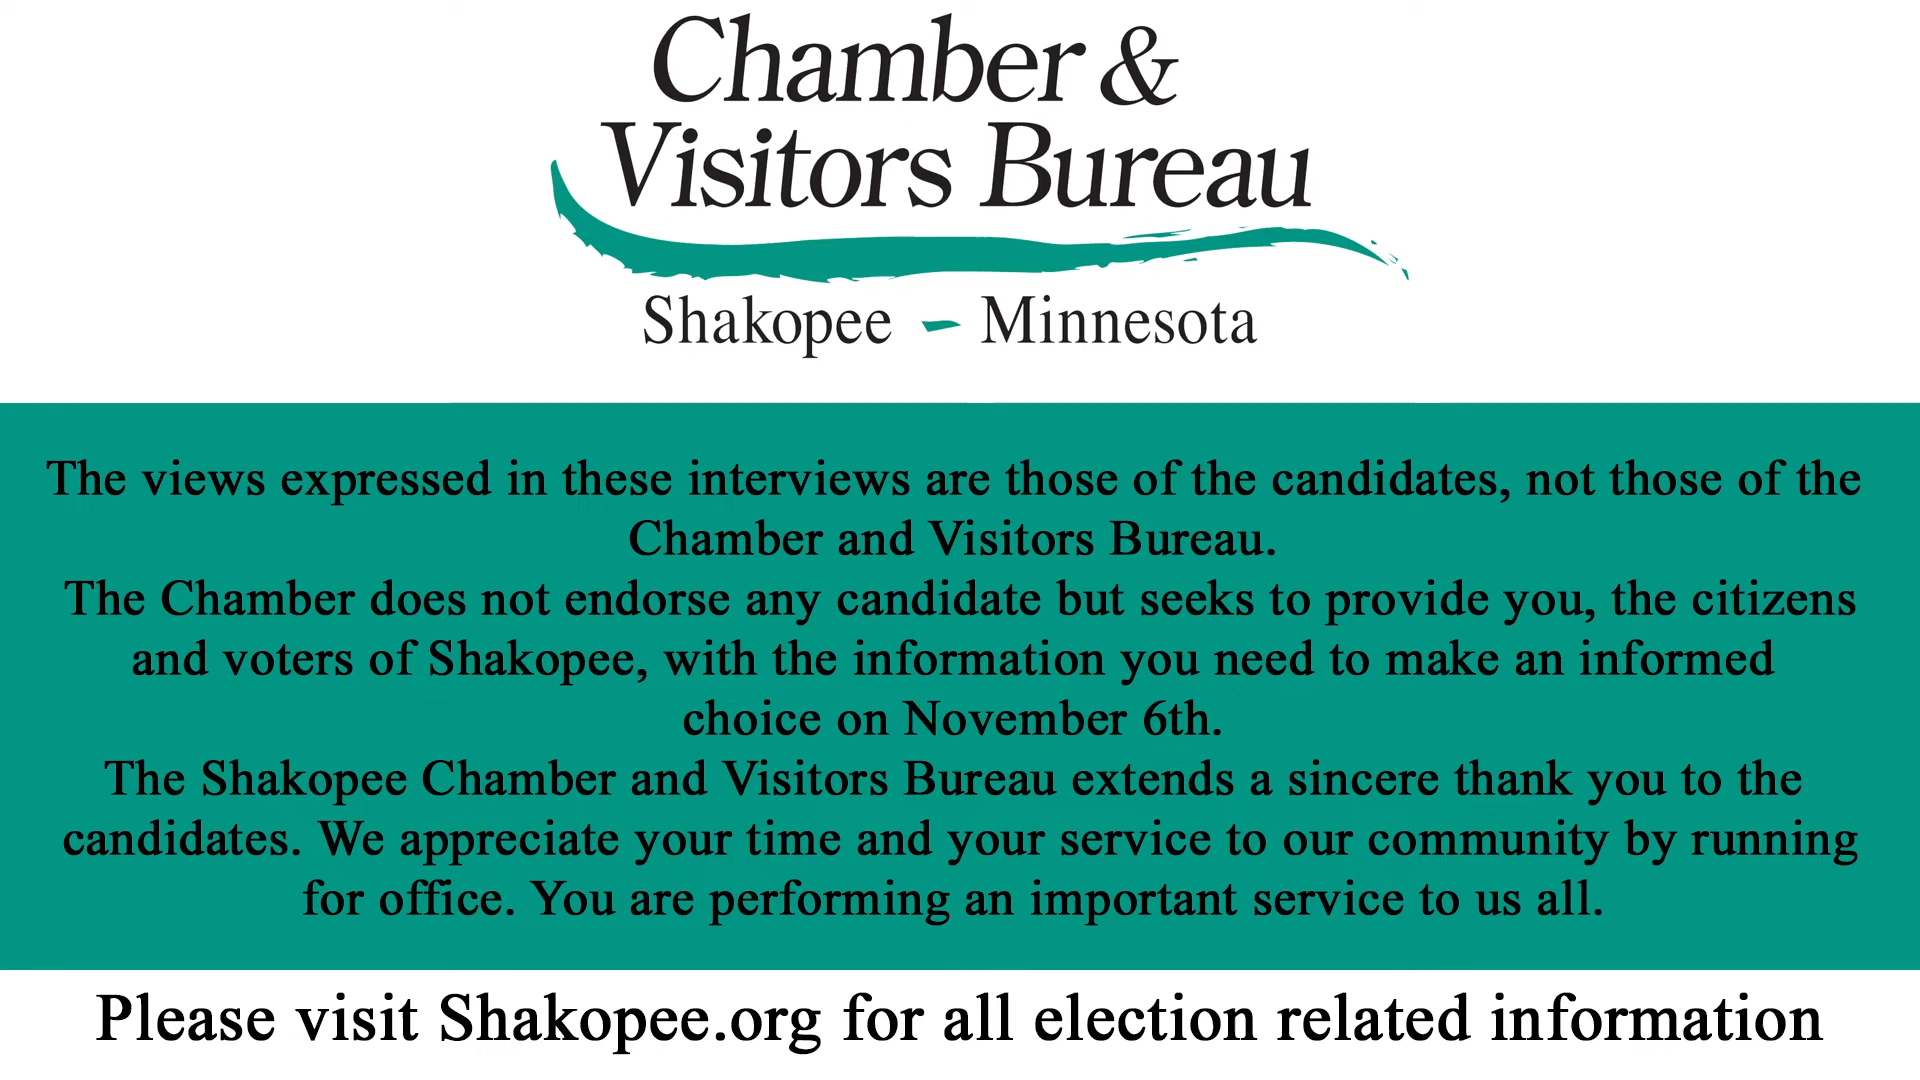 Chamber &
Visitors Bureau
Shakopee - Minnesota
The views expressed in these interviews are those of the candidates, not those of the
Chamber and Visitors Bureau.
The Chamber does not endorse any candidate but seeks to provide you, the citizens
and voters of Shakopee, with the information you need to make an informed
choice on November 6th.
The Shakopee Chamber and Visitors Bureau extends a sincere thank you to the
candidates. We appreciate your time and your service to our community by running
for office. You are performing an important service to us all.
Please visit Shakopee.org for all election related information